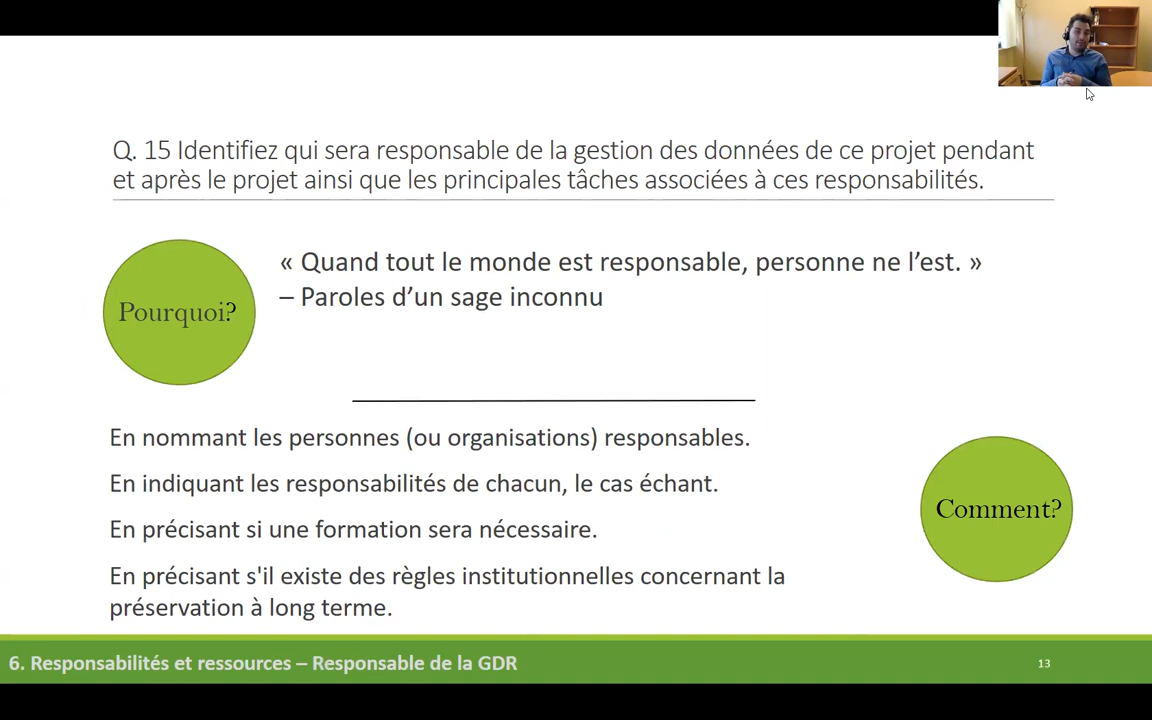 Q. 15 Identifiez qui sera responsable de la gestion des données de ce projet pendant
et après le projet ainsi que les principales tâches associées à ces responsabilités.
Pourquoi?
« Quand tout le monde est responsable, personne ne l’est. »
– Paroles d’un sage inconnu
En nommant les personnes (ou organisations) responsables.
En indiquant les responsabilités de chacun, le cas échant.
En précisant si une formation sera nécessaire.
En précisant s'il existe des règles institutionnelles concernant la
préservation à long terme.
Comment?
6. Responsabilités et ressources – Responsable de la GDR
13